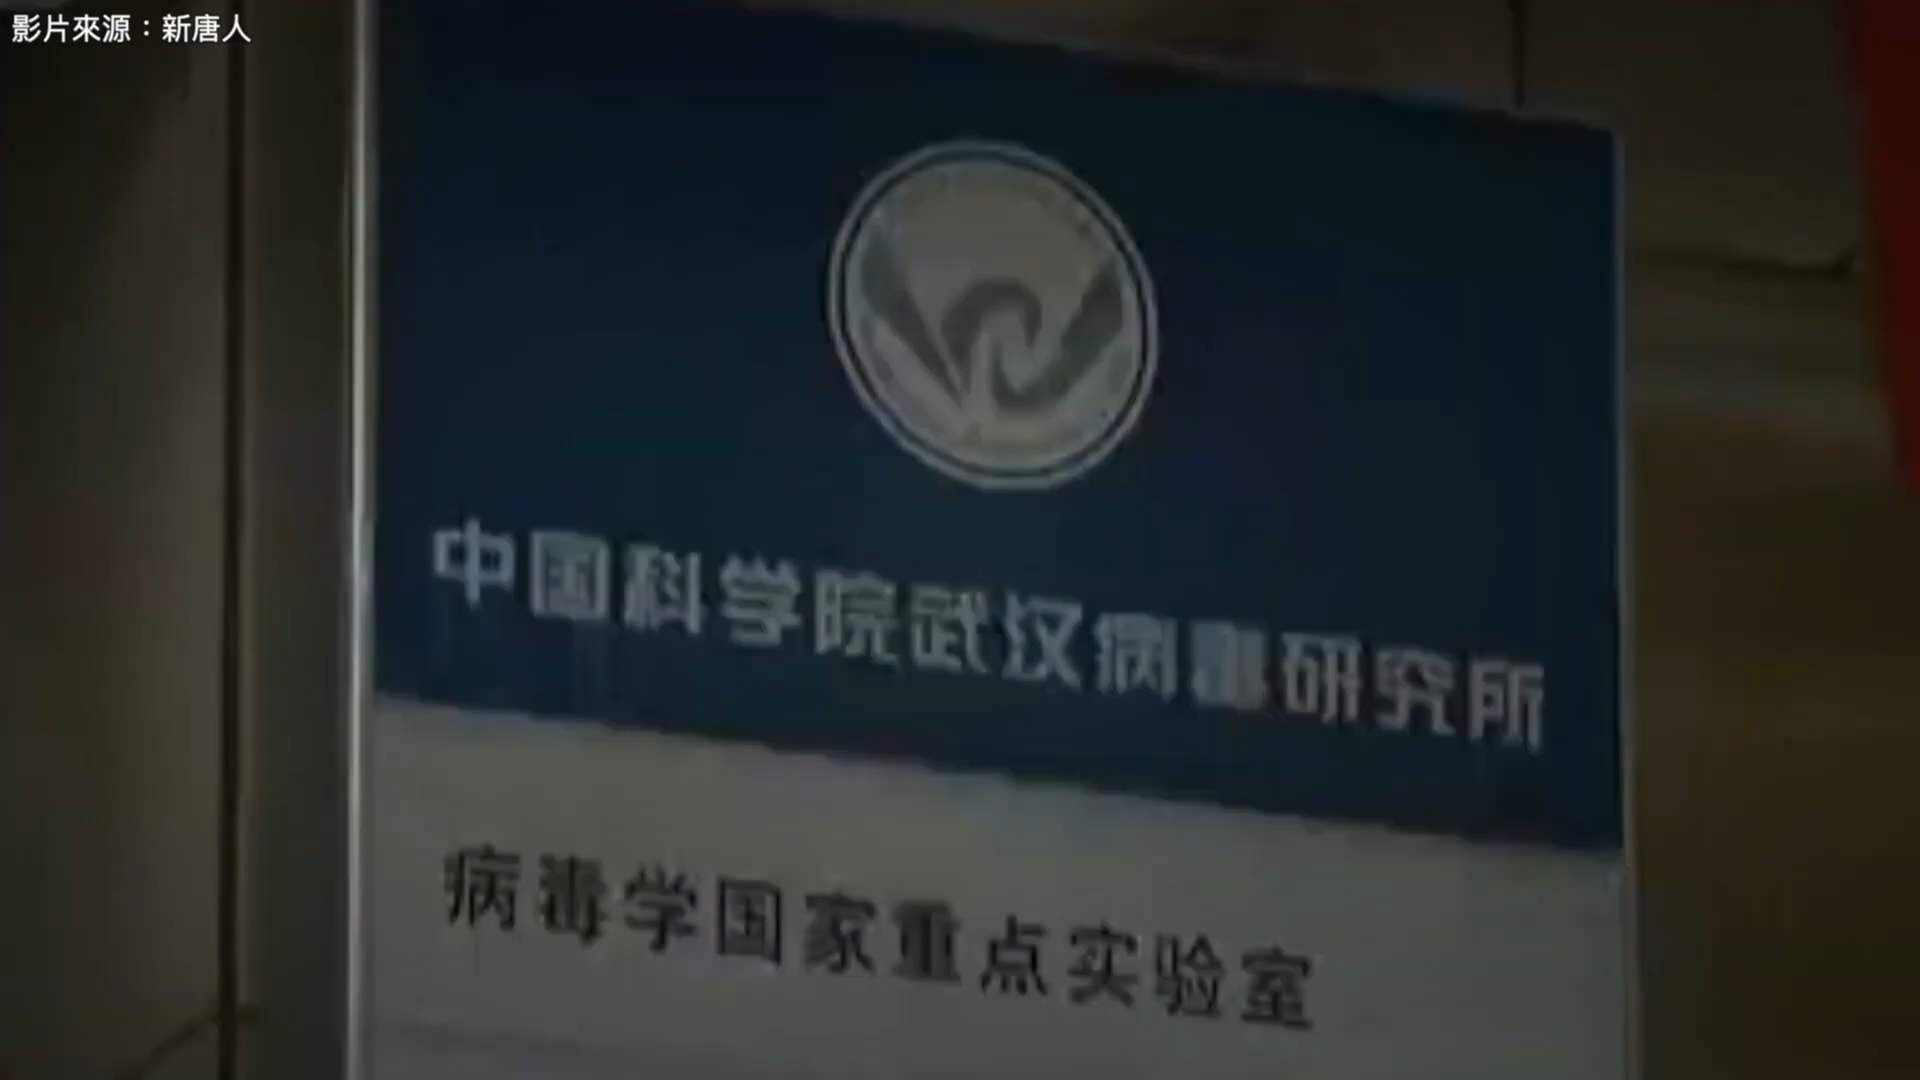 影片來源：新唐人
中国科学院武汉病毒研究所
病毒学国家重点实验室